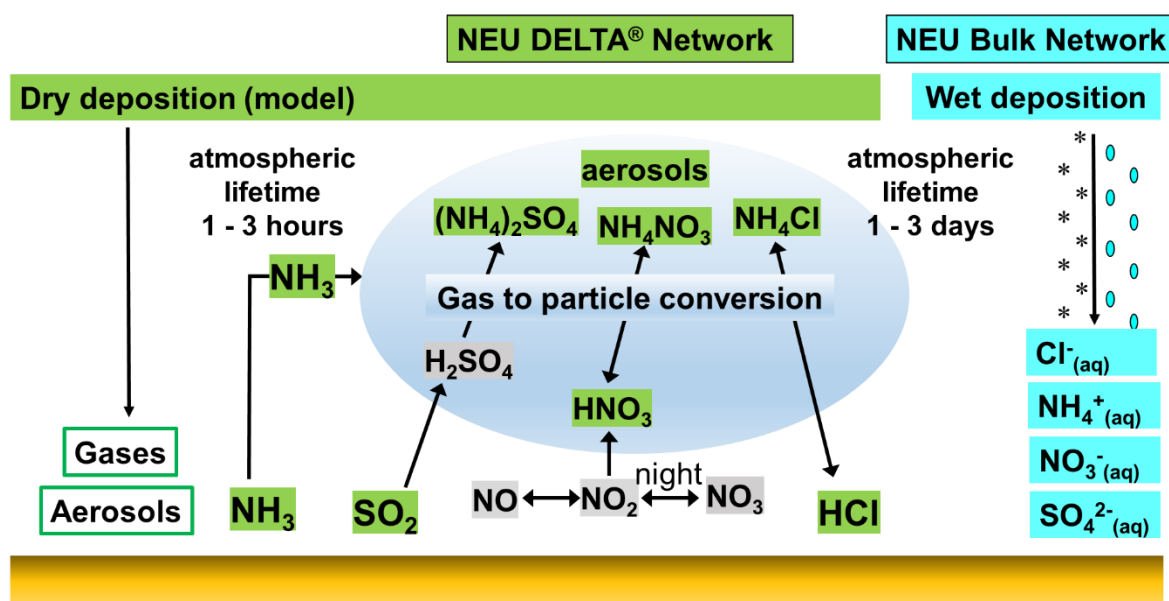 NEU DELTA® Network
NEU Bulk Network
Dry deposition (model)
Wet deposition
atmospheric
lifetime
1 - 3 hours
aerosols
atmospheric
lifetime
1 - 3 days
(NH₄)₂SO₄
NH₄NO₃
NH₄Cl
NH₃
Gas to particle conversion
H₂SO₄
HNO₃
Gases
Aerosols
NH₃
SO₂
NO
NO₂
night
NO₃
HCl
Cl⁻(aq)
NH₄⁺(aq)
NO₃⁻(aq)
SO₄²⁻(aq)